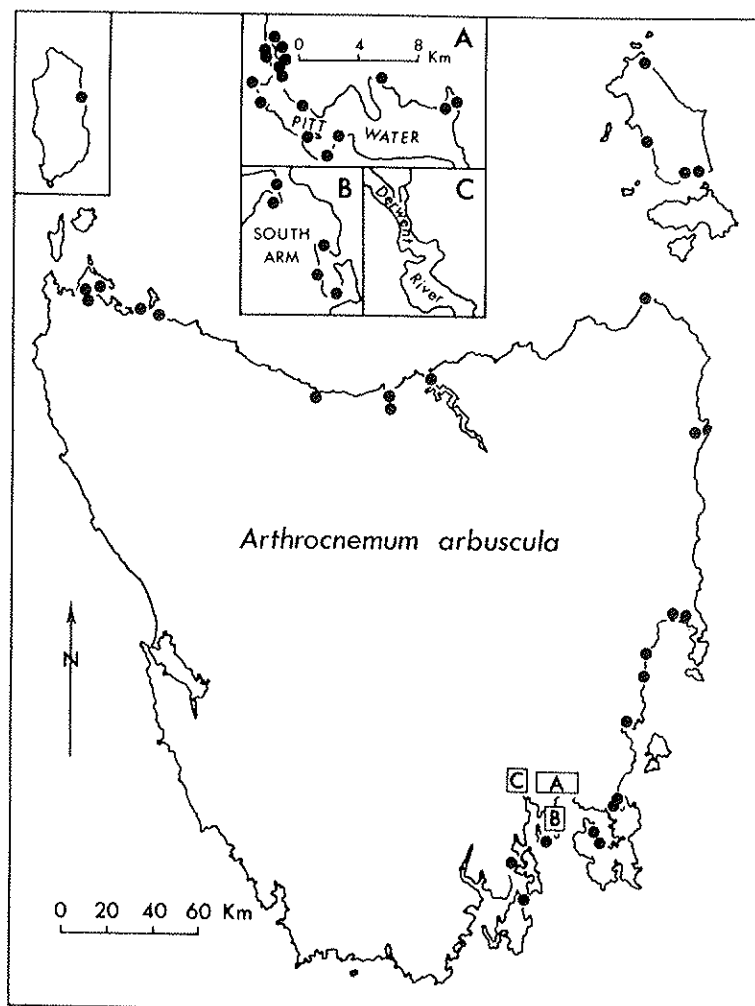 A
0 4 8
Km
PITT WATER
B
C
SOUTH
ARM
Derwent
River
Arthrocnemum arbuscula
N
C
A
B
0 20 40 60 Km